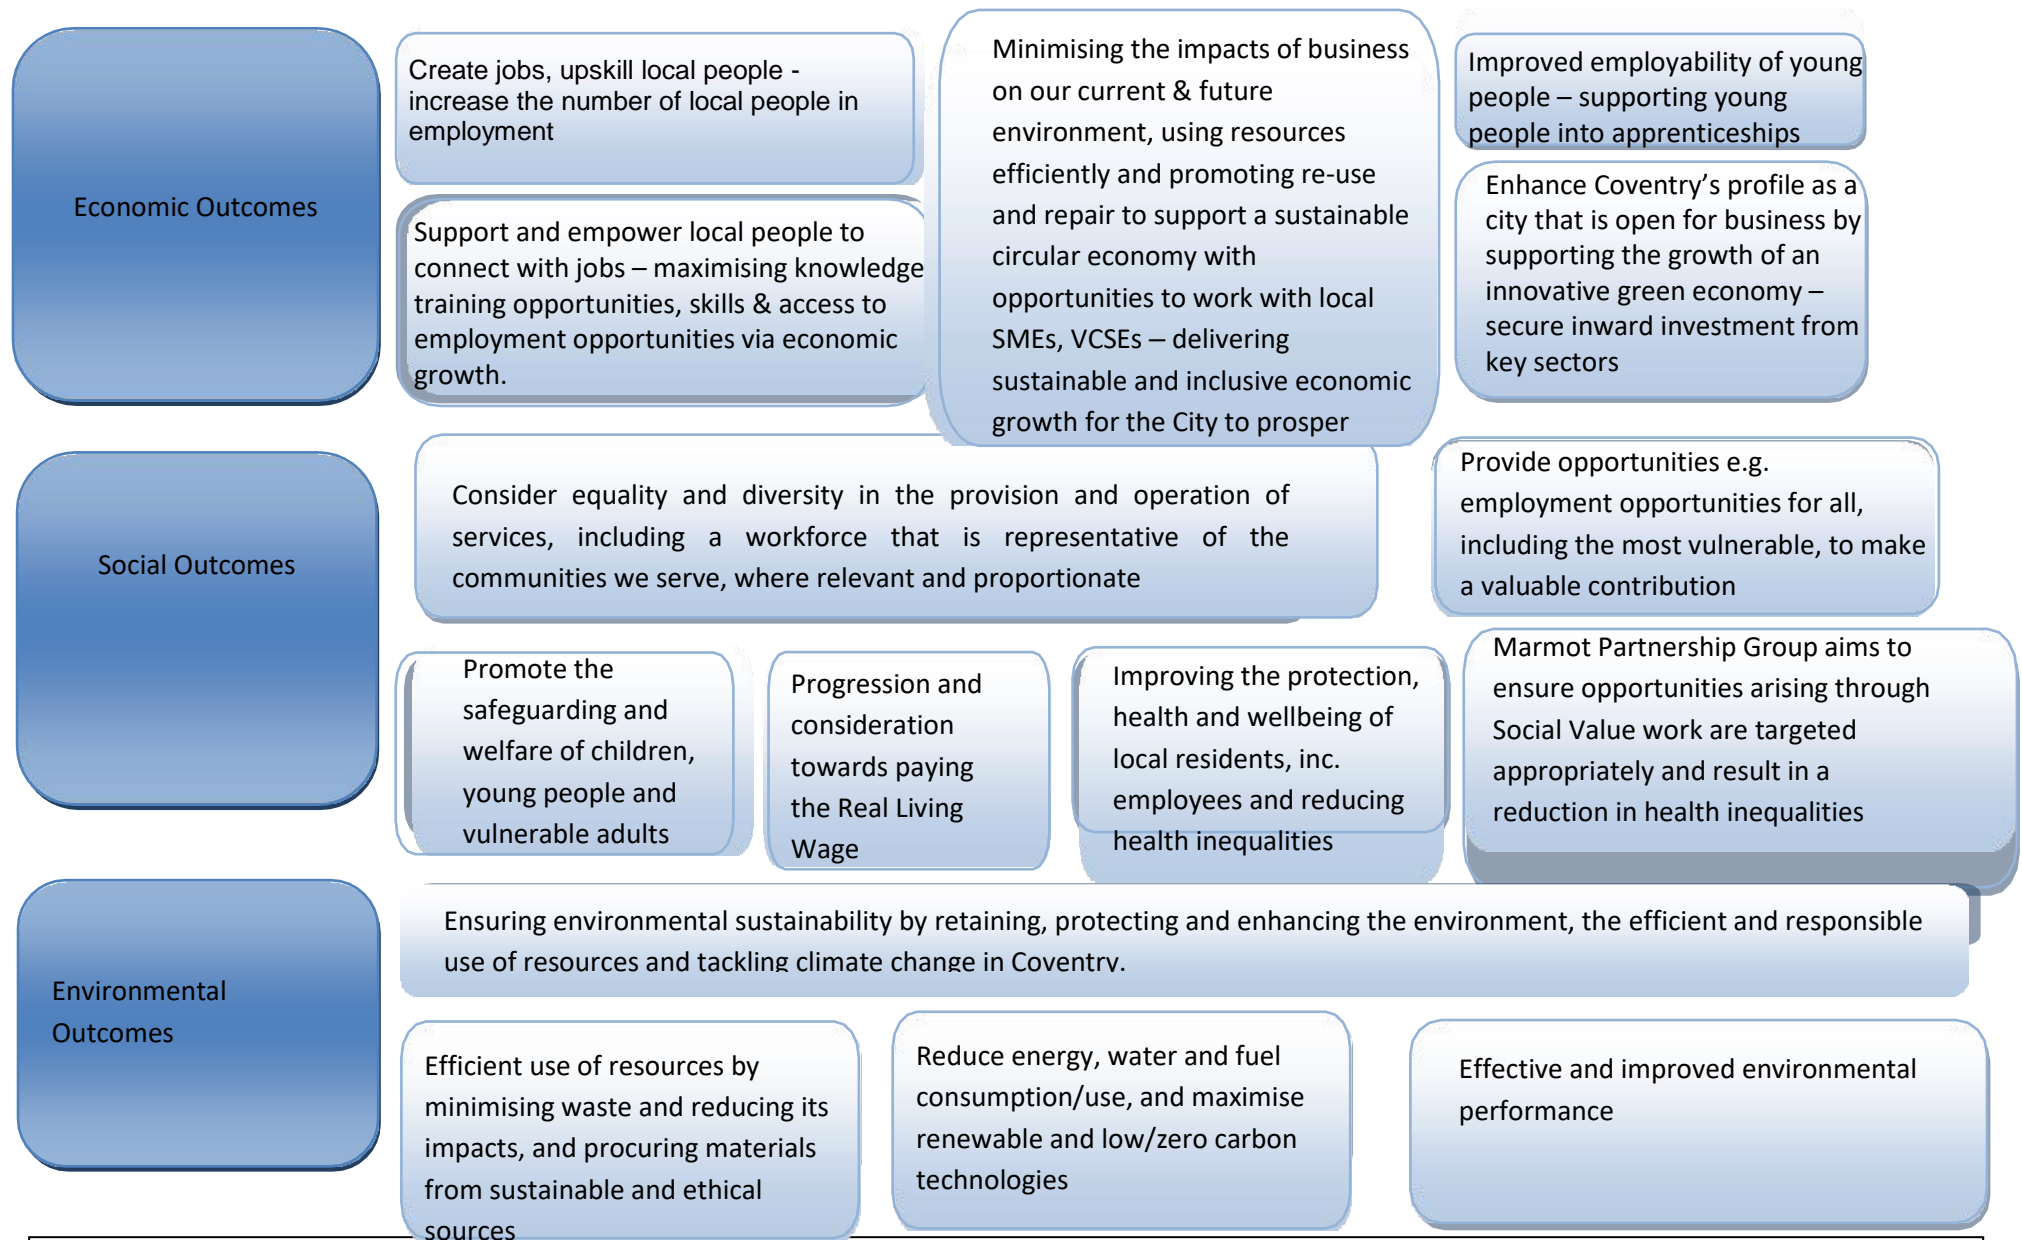 Economic Outcomes
Create jobs, upskill local people -
increase the number of local people in
employment
Support and empower local people to
connect with jobs – maximising knowledge
training opportunities, skills & access to
employment opportunities via economic
growth.
Minimising the impacts of business
on our current & future
environment, using resources
efficiently and promoting re-use
and repair to support a sustainable
circular economy with
opportunities to work with local
SMEs, VCSEs – delivering
sustainable and inclusive economic
growth for the City to prosper
Improved employability of young
people – supporting young
people into apprenticeships
Enhance Coventry’s profile as a
city that is open for business by
supporting the growth of an
innovative green economy –
secure inward investment from
key sectors
Social Outcomes
Consider equality and diversity in the provision and operation of
services, including a workforce that is representative of the
communities we serve, where relevant and proportionate
Provide opportunities e.g.
employment opportunities for all,
including the most vulnerable, to make
a valuable contribution
Promote the
safeguarding and
welfare of children,
young people and
vulnerable adults
Progression and
consideration
towards paying
the Real Living
Wage
Improving the protection,
health and wellbeing of
local residents, inc.
employees and reducing
health inequalities
Marmot Partnership Group aims to
ensure opportunities arising through
Social Value work are targeted
appropriately and result in a
reduction in health inequalities
Environmental
Outcomes
Ensuring environmental sustainability by retaining, protecting and enhancing the environment, the efficient and responsible
use of resources and tackling climate change in Coventry.
Efficient use of resources by
minimising waste and reducing its
impacts, and procuring materials
from sustainable and ethical
sources
Reduce energy, water and fuel
consumption/use, and maximise
renewable and low/zero carbon
technologies
Effective and improved environmental
performance